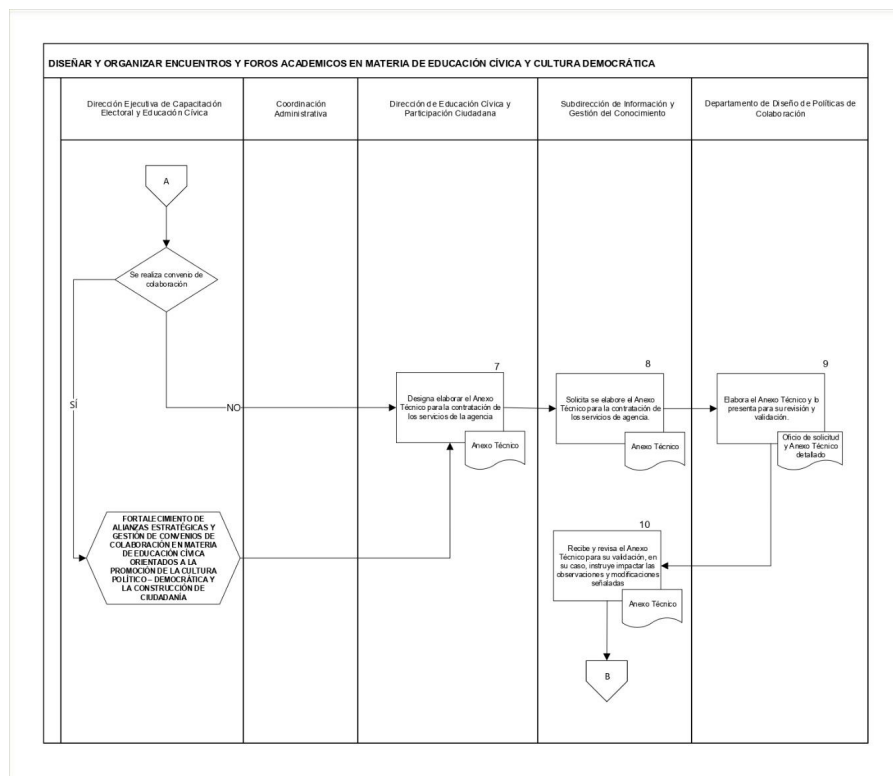 DISEÑAR Y ORGANIZAR ENCUENTROS Y FOROS ACADEMICOS EN MATERIA DE EDUCACIÓN CÍVICA Y CULTURA DEMOCRÁTICA
Dirección Ejecutiva de Capacitación
Electoral y Educación Cívica
Coordinación
Administrativa
Dirección de Educación Cívica y
Participación Ciudadana
Subdirección de Información y
Gestión del Conocimiento
Departamento de Diseño de Políticas de
Colaboración
A
Se realiza convenio de
colaboración
SÍ
NO
7
Designa elaborar el Anexo
Técnico para la contratación de
los servicios de la agencia
Anexo Técnico
8
Solicita se elabore el Anexo
Técnico para la contratación de
los servicios de agencia.
Anexo Técnico
9
Elabora el Anexo Técnico y lo
presenta para su revisión y
validación.
Oficio de solicitud
y Anexo Técnico
detallado
FORTALECIMIENTO DE
ALIANZAS ESTRATÉGICAS Y
GESTIÓN DE CONVENIOS DE
COLABORACIÓN EN MATERIA
DE EDUCACIÓN CÍVICA
ORIENTADOS A LA
PROMOCIÓN DE LA CULTURA
POLÍTICO – DEMOCRÁTICA Y
LA CONSTRUCCIÓN DE
CIUDADANÍA
10
Recibe y revisa el Anexo
Técnico para su validación, en
su caso, instruye impactar las
observaciones y modificaciones
señaladas
Anexo Técnico
B